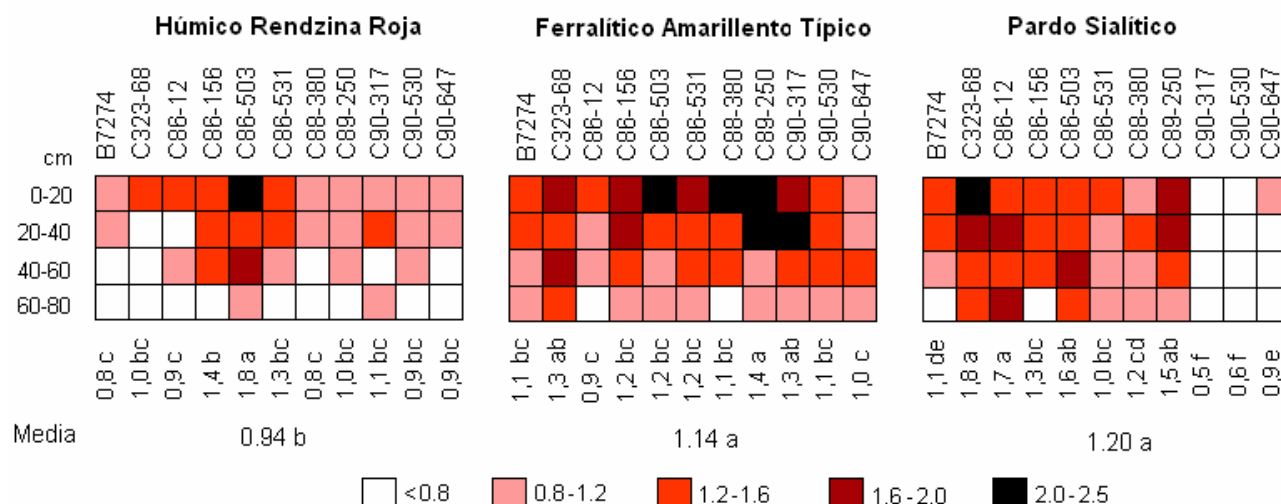 Húmico Rendzina Roja Ferralítico Amarillento Típico Pardo Sialítico
cm B7274 C323-68 C86-12 C86-156 C86-503 C86-531 C88-380 C89-250 C90-317 C90-530 C90-647 B7274 C323-68 C86-12 C86-156 C86-503 C86-531 C88-380 C89-250 C90-317 C90-530 C90-647 B7274 C323-68 C86-12 C86-156 C86-503 C86-531 C88-380 C89-250 C90-317 C90-530 C90-647
0-20
20-40
40-60
60-80
0,8 c 1,0 bc 0,9 c 1,4 b 1,8 a 1,3 bc 0,8 c 1,0 bc 1,1 bc 0,9 bc 0,9 bc 1,1 bc 1,3 ab 0,9 c 1,2 bc 1,2 bc 1,2 bc 1,1 bc 1,4 a 1,3 ab 1,1 bc 1,0 c 1,1 de 1,8 a 1,7 a 1,3 bc 1,6 ab 1,0 bc 1,2 cd 1,5 ab 0,5 f 0,6 f 0,9 e
Media 0.94 b 1.14 a 1.20 a
<0.8 0.8-1.2 1.2-1.6 1.6-2.0 2.0-2.5